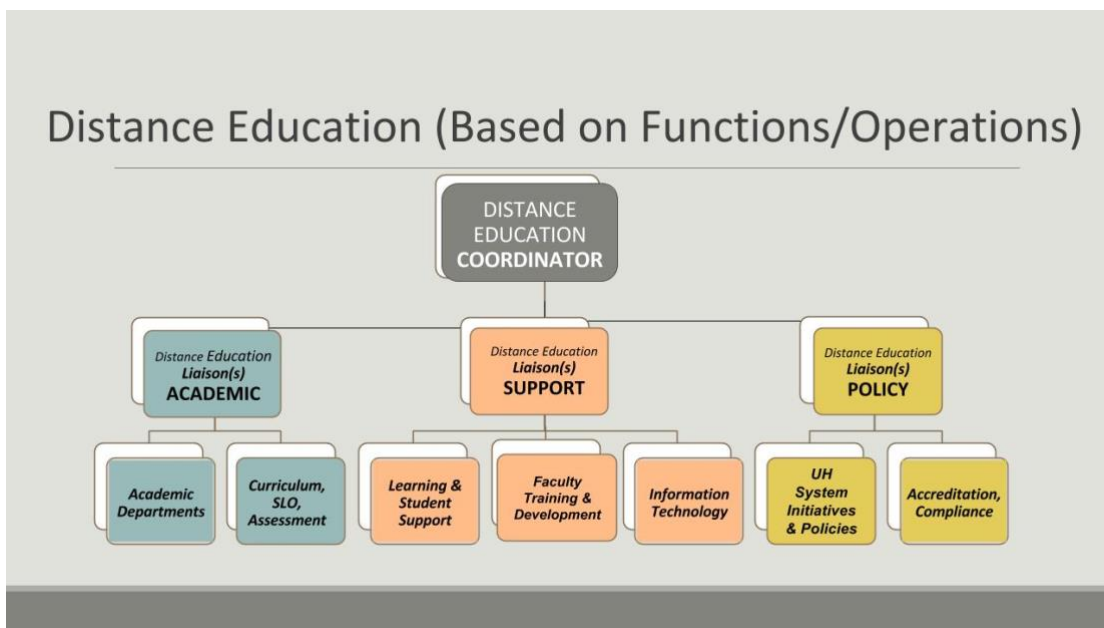 Distance Education (Based on Functions/Operations)
DISTANCE
EDUCATION
COORDINATOR
Distance Education
Liaison(s)
ACADEMIC
Distance Education
Liaison(s)
SUPPORT
Distance Education
Liaison(s)
POLICY
Academic
Departments
Curriculum,
SLO,
Assessment
Learning &
Student
Support
Faculty
Training &
Development
Information
Technology
UH
System
Initiatives
& Policies
Accreditation,
Compliance